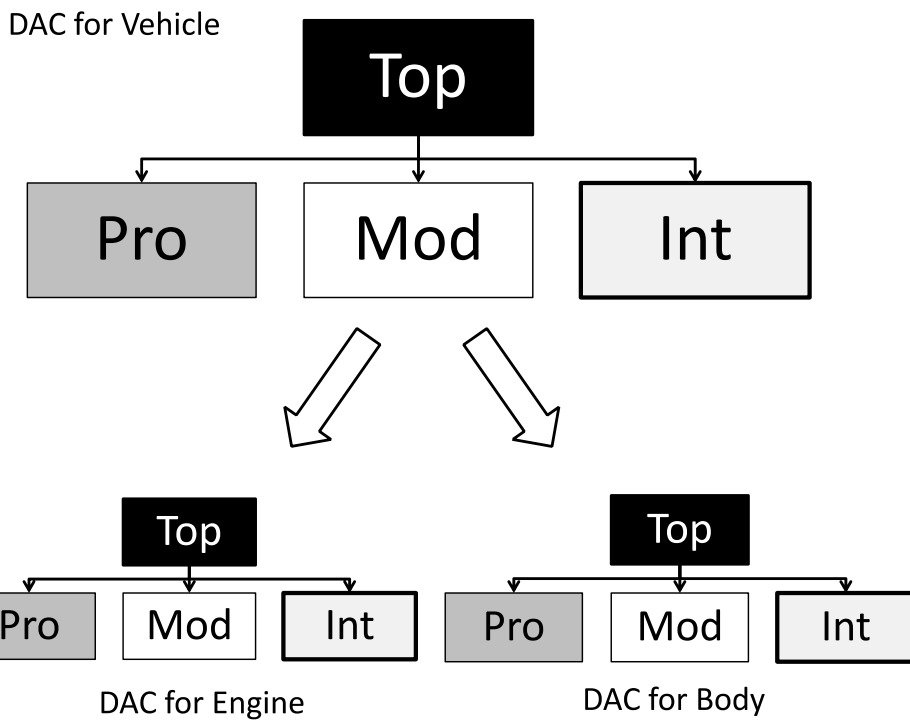 DAC for Vehicle
Top
Pro
Mod
Int
Top
Top
Pro
Mod
Int
Pro
Mod
Int
DAC for Engine
DAC for Body